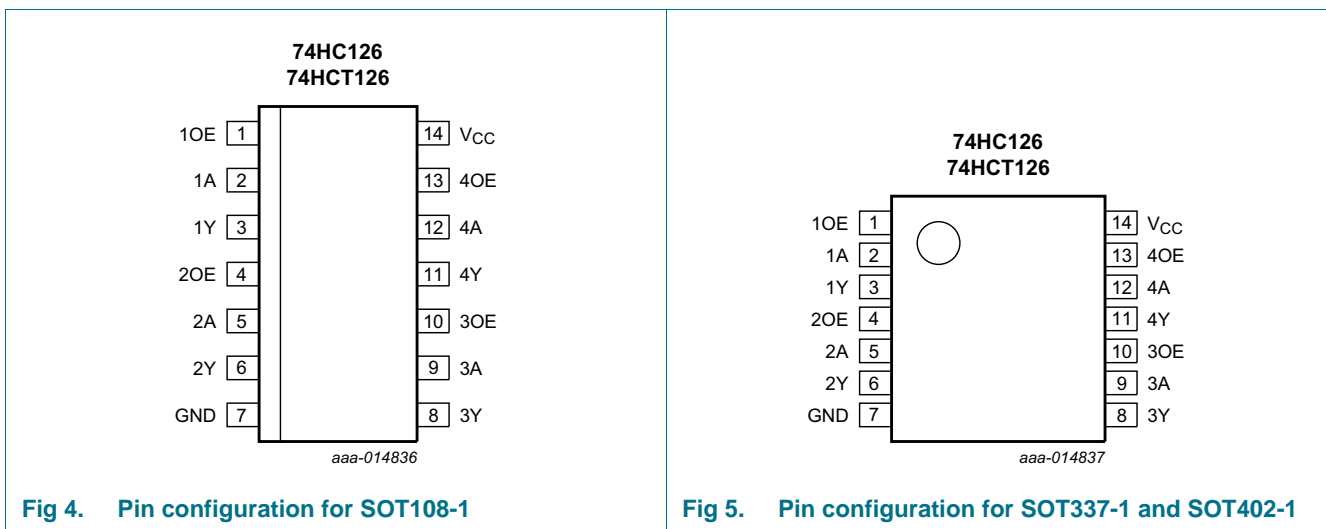 74HC126
74HCT126
1OE 1 14 VCC
1A 2 13 4OE
1Y 3 12 4A
2OE 4 11 4Y
2A 5 10 3OE
2Y 6 9 3A
GND 7 8 3Y
aaa-014836
Fig 4. Pin configuration for SOT108-1
74HC126
74HCT126
1OE 1 14 VCC
1A 2 13 4OE
1Y 3 12 4A
2OE 4 11 4Y
2A 5 10 3OE
2Y 6 9 3A
GND 7 8 3Y
aaa-014837
Fig 5. Pin configuration for SOT337-1 and SOT402-1